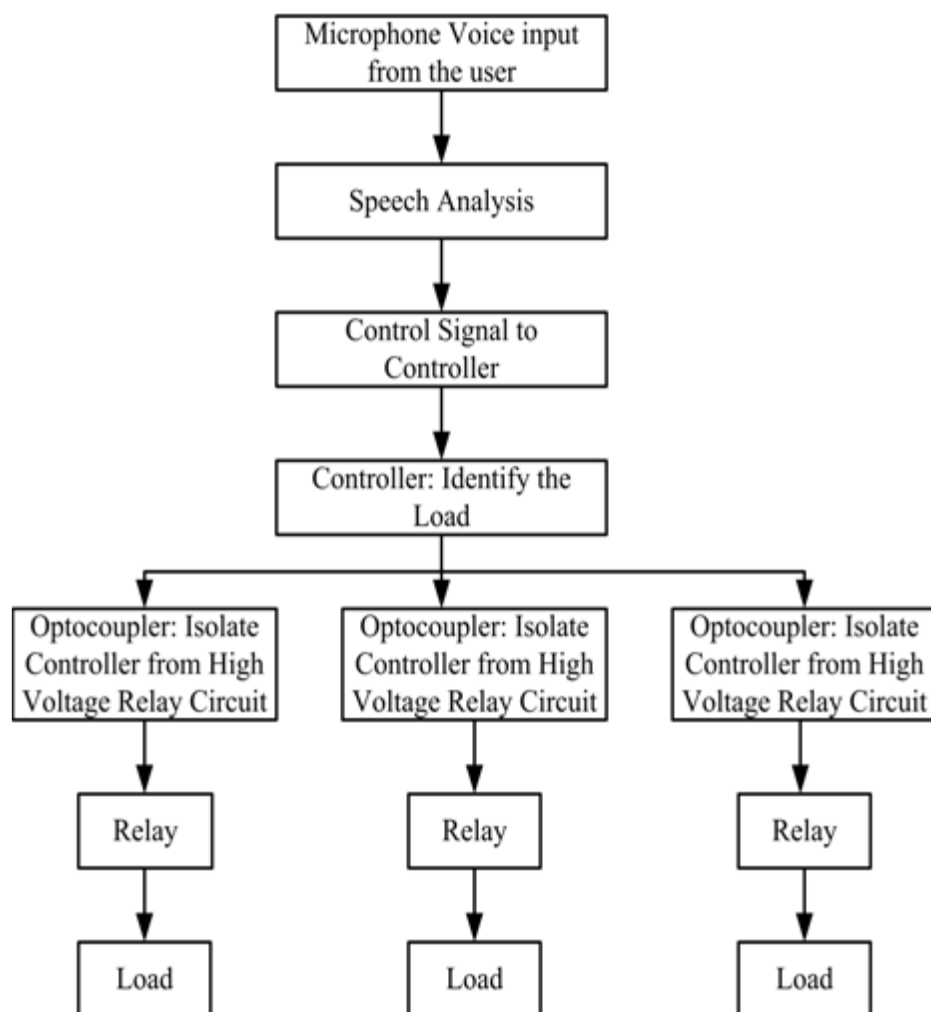 Microphone Voice input
from the user
Speech Analysis
Control Signal to
Controller
Controller: Identify the
Load
Optocoupler: Isolate
Controller from High
Voltage Relay Circuit
Optocoupler: Isolate
Controller from High
Voltage Relay Circuit
Optocoupler: Isolate
Controller from High
Voltage Relay Circuit
Relay
Relay
Relay
Load
Load
Load